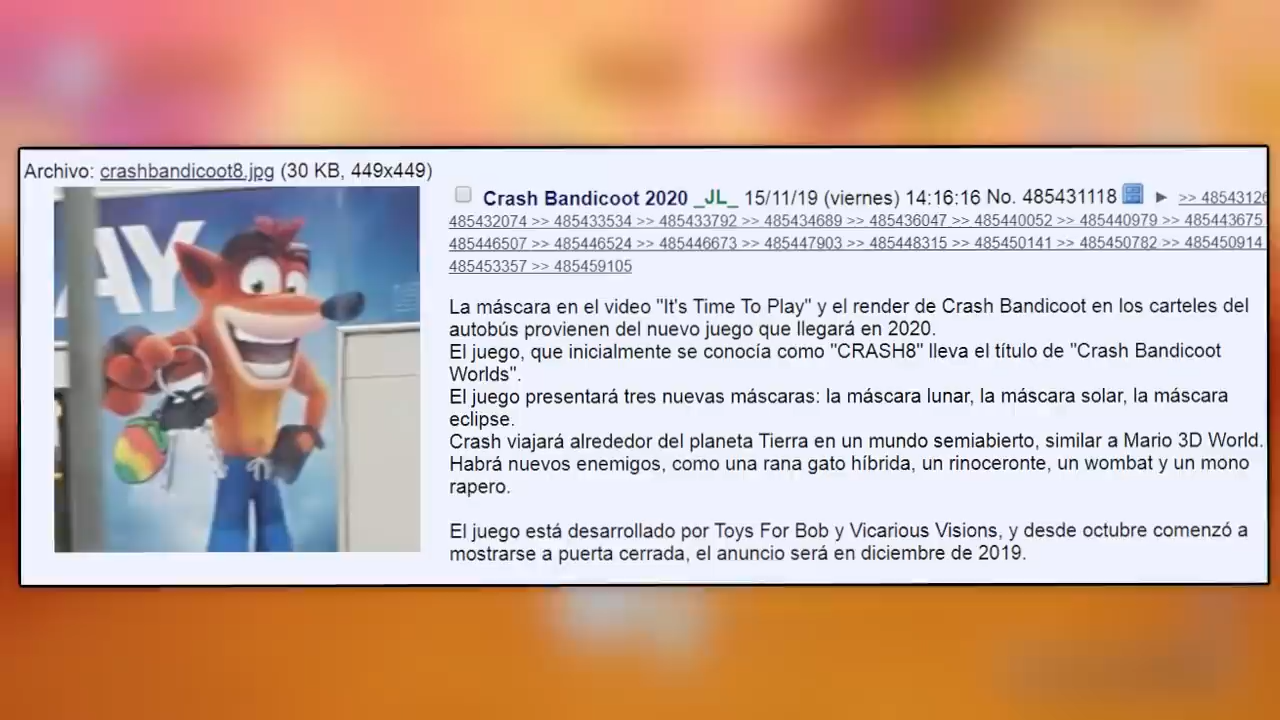 Archivo: crashbandicoot8.jpg (30 KB, 449x449)
AY
Crash Bandicoot 2020 _JL_ 15/11/19 (viernes) 14:16:16 No. 485431118 ▶ >> 48543126
485432074 >> 485433534 >> 485433792 >> 485434689 >> 485436047 >> 485440052 >> 485440979 >> 485443675
485446507 >> 485446524 >> 485446673 >> 485447903 >> 485448315 >> 485450141 >> 485450782 >> 485450914
485453357 >> 485459105
La máscara en el video "It's Time To Play" y el render de Crash Bandicoot en los carteles del
autobús provienen del nuevo juego que llegará en 2020.
El juego, que inicialmente se conocía como "CRASH8" lleva el título de "Crash Bandicoot
Worlds".
El juego presentará tres nuevas máscaras: la máscara lunar, la máscara solar, la máscara
eclipse.
Crash viajará alrededor del planeta Tierra en un mundo semiabierto, similar a Mario 3D World.
Habrá nuevos enemigos, como una rana gato híbrida, un rinoceronte, un wombat y un mono
rapero.
El juego está desarrollado por Toys For Bob y Vicarious Visions, y desde octubre comenzó a
mostrarse a puerta cerrada, el anuncio será en diciembre de 2019.